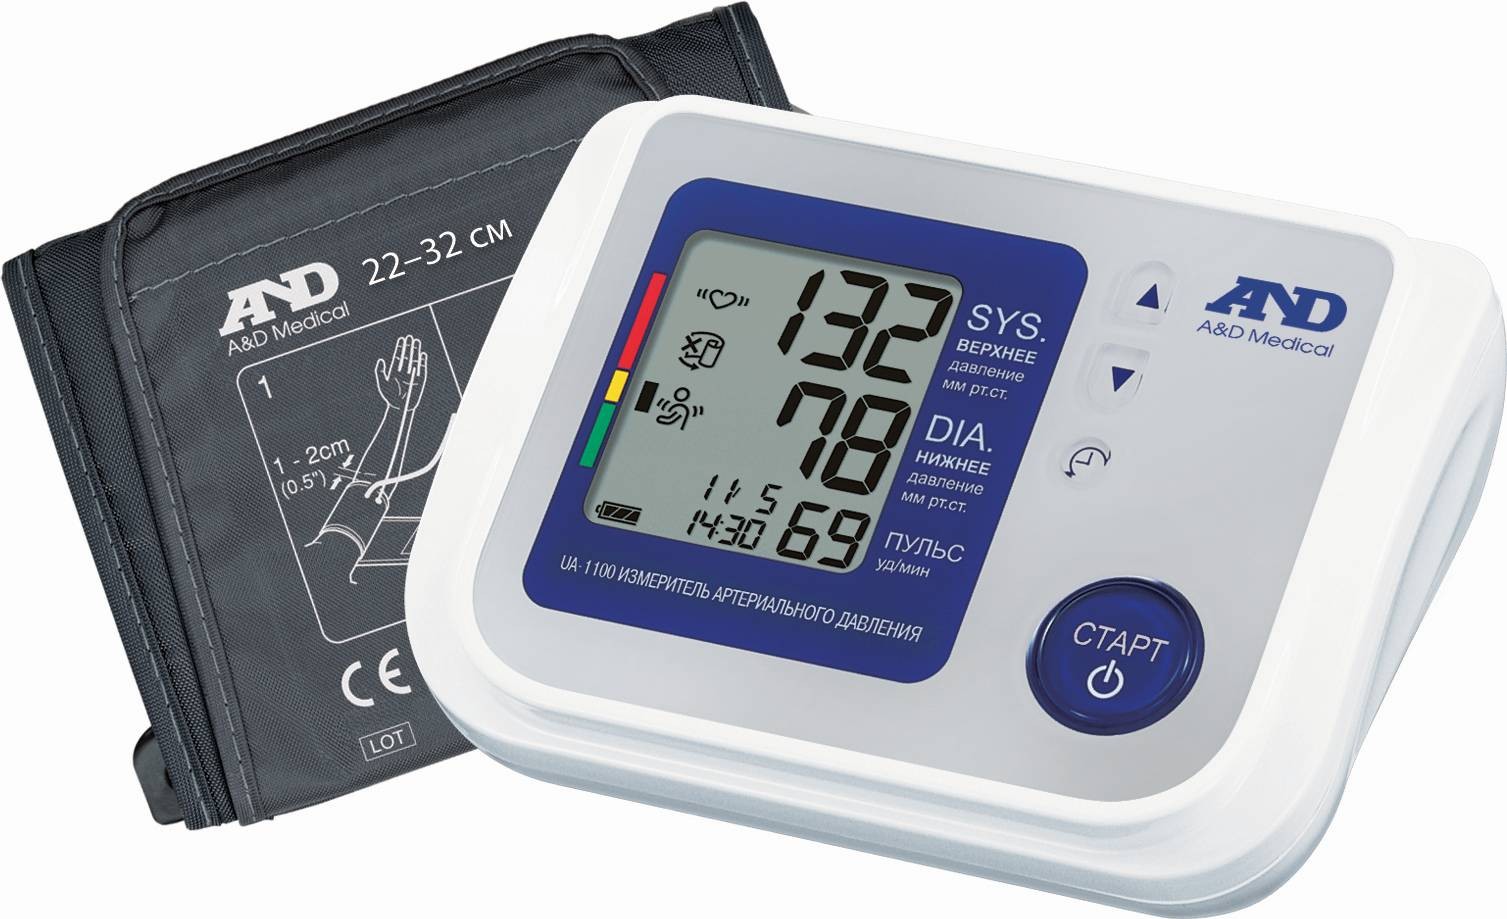 AND
A&D Medical
22–32 см
1
1 - 2cm
(0.5")
CE
LOT
132
78
11/ 5
14:30
69
SYS.
ВЕРХНЕЕ
давление
мм рт.ст.
DIA.
НИЖНЕЕ
давление
мм рт.ст.
ПУЛЬС
уд/мин
UA-1100 ИЗМЕРИТЕЛЬ АРТЕРИАЛЬНОГО ДАВЛЕНИЯ
AND
A&D Medical
СТАРТ